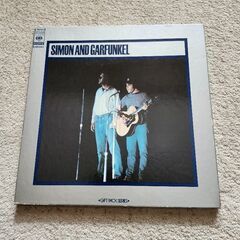 SIMON AND GARFUNKEL
«GIFT PACK SERIES»